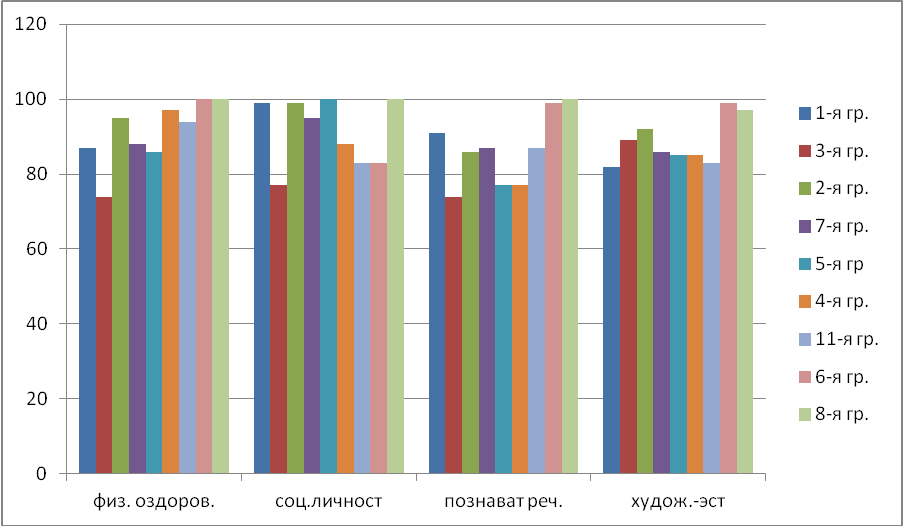 120
100
80
60
40
20
0
физ. оздоров. соц.личност познават реч. худож.-эст
1-я гр.
3-я гр.
2-я гр.
7-я гр.
5-я гр
4-я гр.
11-я гр.
6-я гр.
8-я гр.